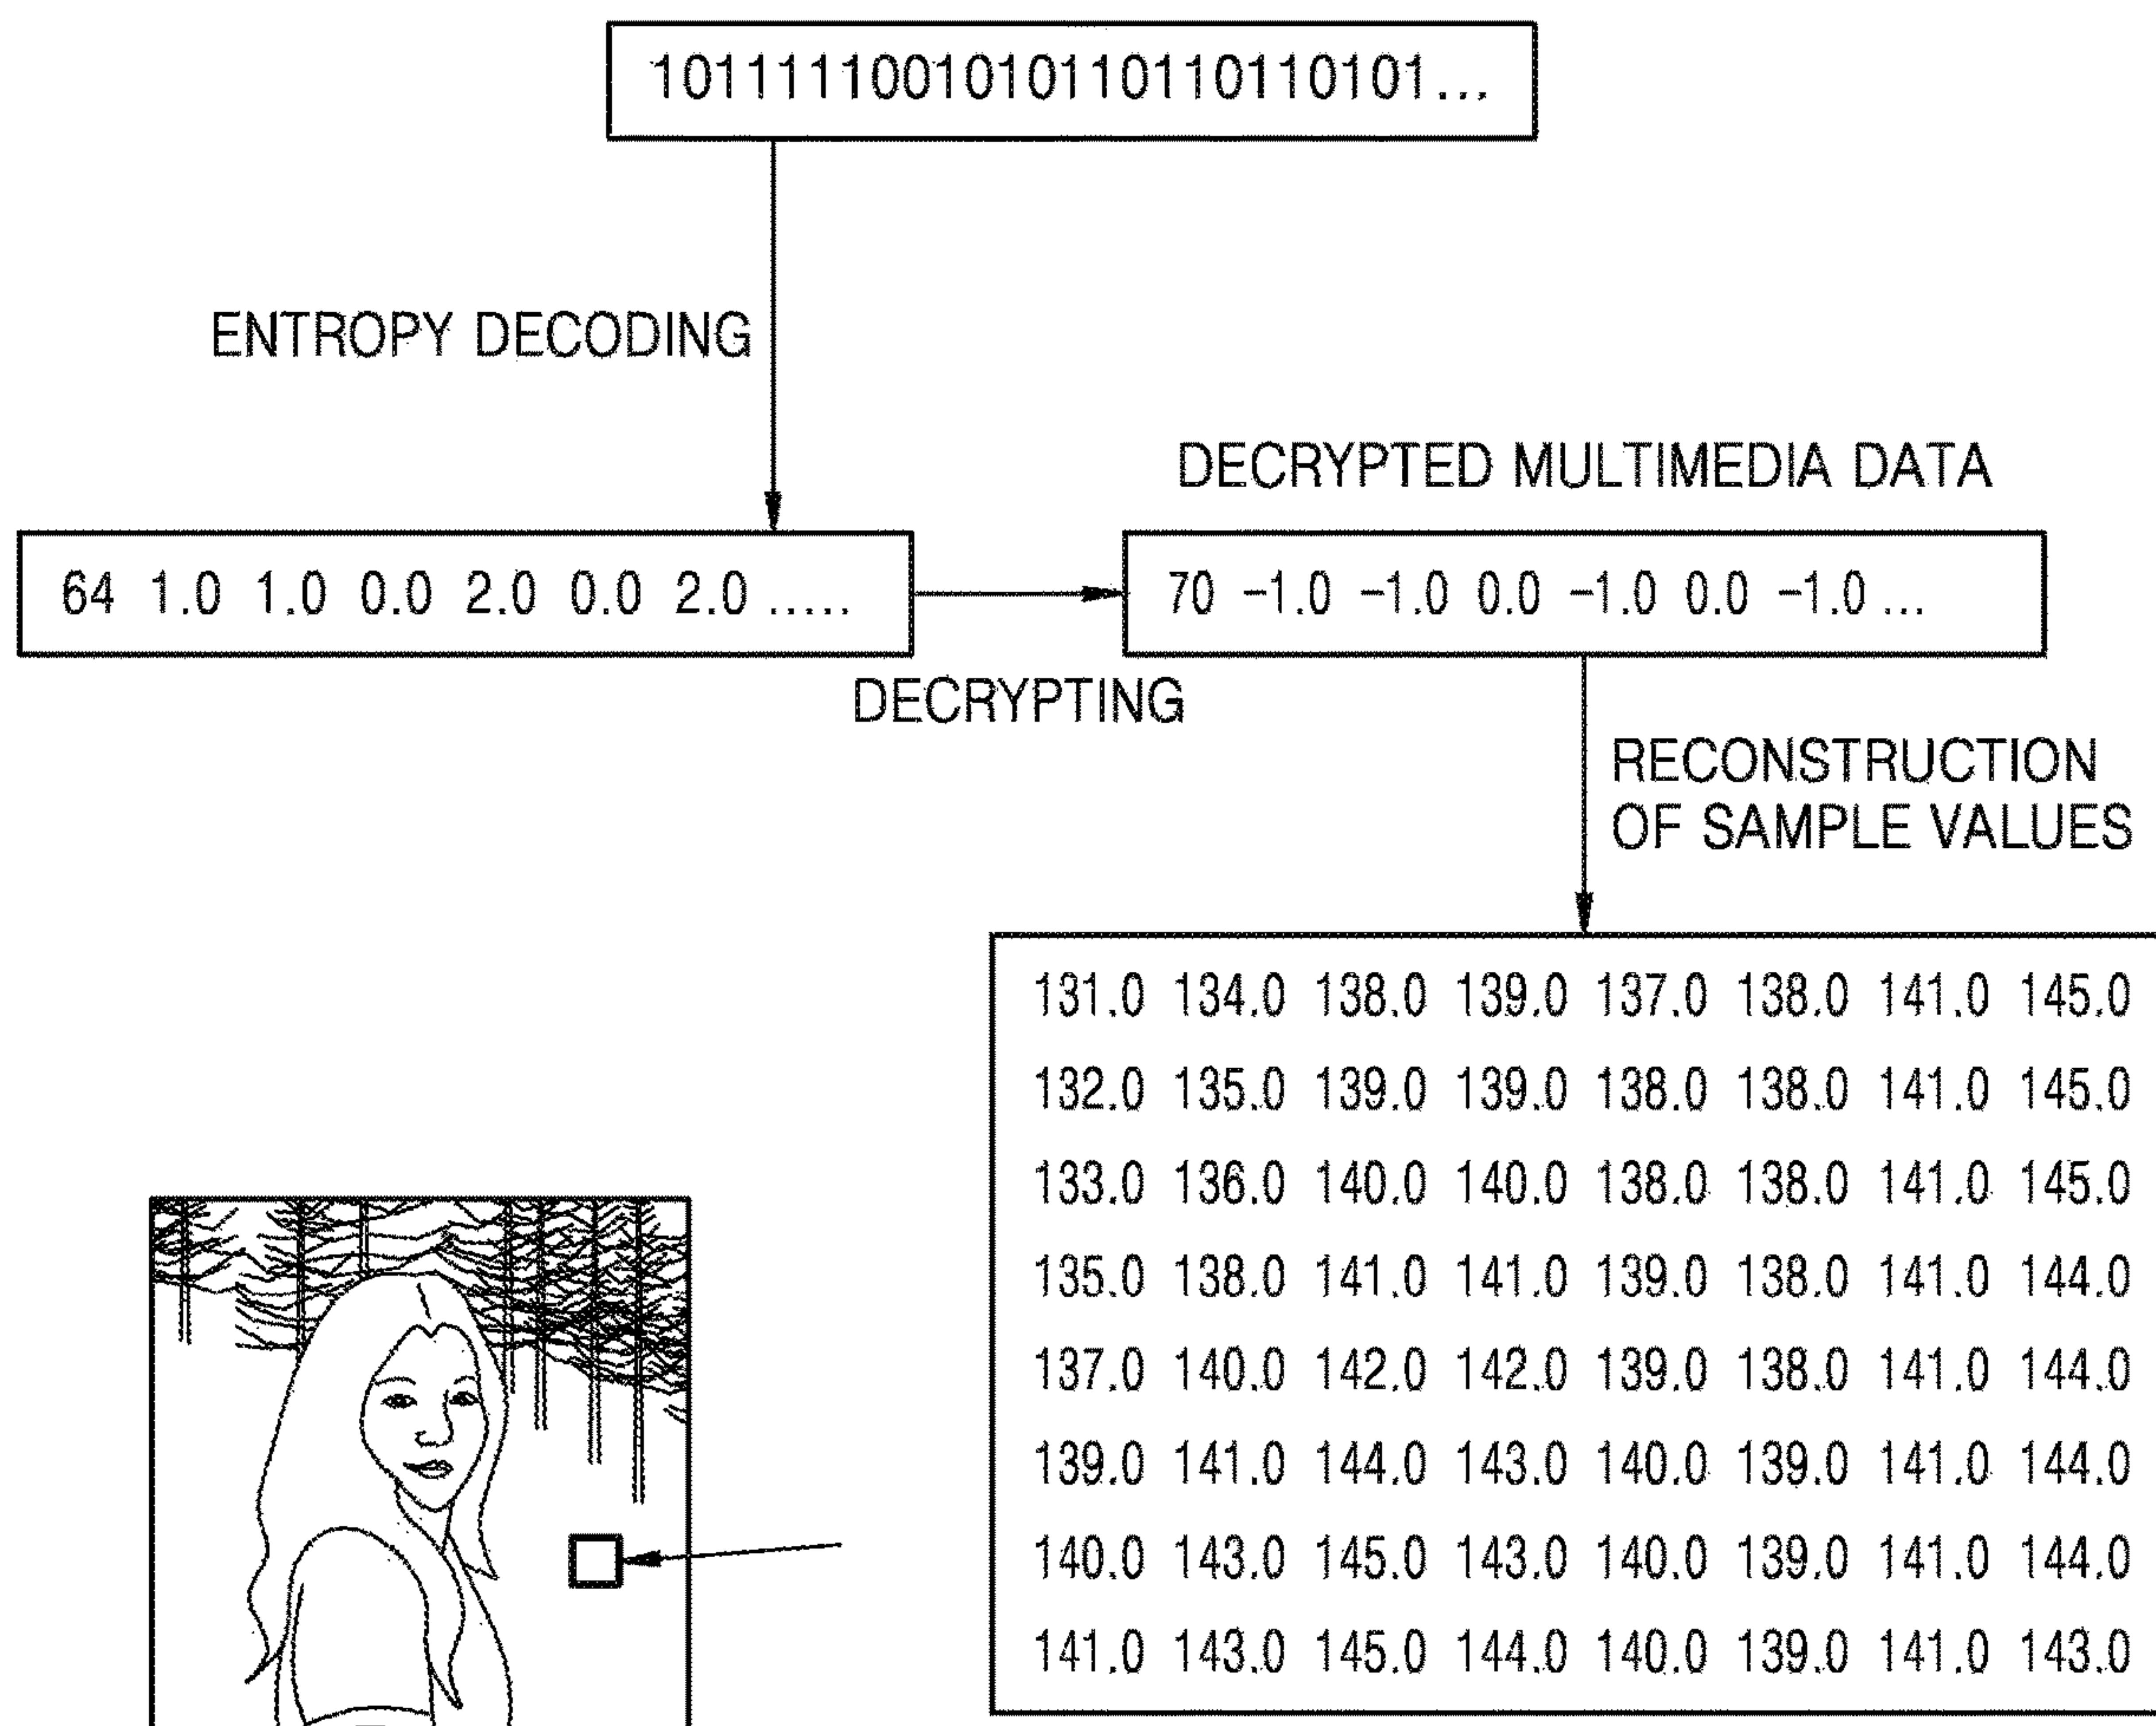 1011111001010110110110101...
ENTROPY DECODING
DECRYPTED MULTIMEDIA DATA
64 1.0 1.0 0.0 2.0 0.0 2.0 .....
70 –1.0 –1.0 0.0 –1.0 0.0 –1.0 ...
DECRYPTING
RECONSTRUCTION
OF SAMPLE VALUES
131.0 134.0 138.0 139.0 137.0 138.0 141.0 145.0
132.0 135.0 139.0 139.0 138.0 138.0 141.0 145.0
133.0 136.0 140.0 140.0 138.0 138.0 141.0 145.0
135.0 138.0 141.0 141.0 139.0 138.0 141.0 144.0
137.0 140.0 142.0 142.0 139.0 138.0 141.0 144.0
139.0 141.0 144.0 143.0 140.0 139.0 141.0 144.0
140.0 143.0 145.0 143.0 140.0 139.0 141.0 144.0
141.0 143.0 145.0 144.0 140.0 139.0 141.0 143.0